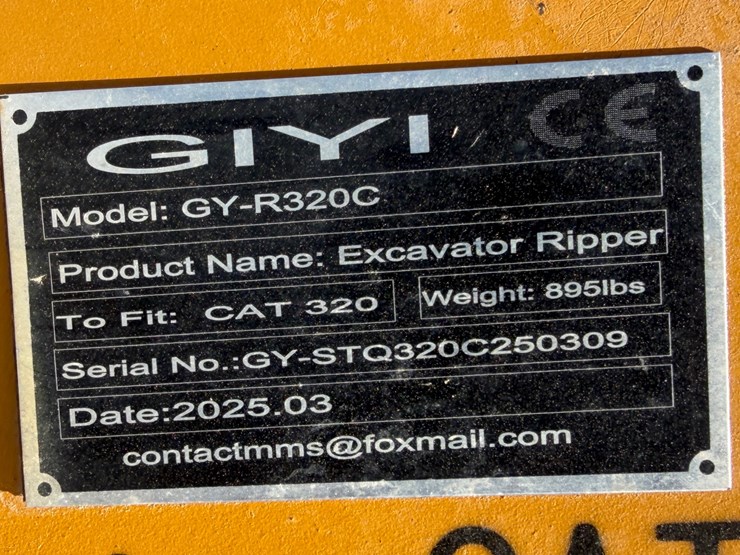 GIYI CE
Model: GY-R320C
Product Name: Excavator Ripper
To Fit: CAT 320 Weight: 895lbs
Serial No.:GY-STQ320C250309
Date:2025.03
contactmms@foxmail.com
CAT